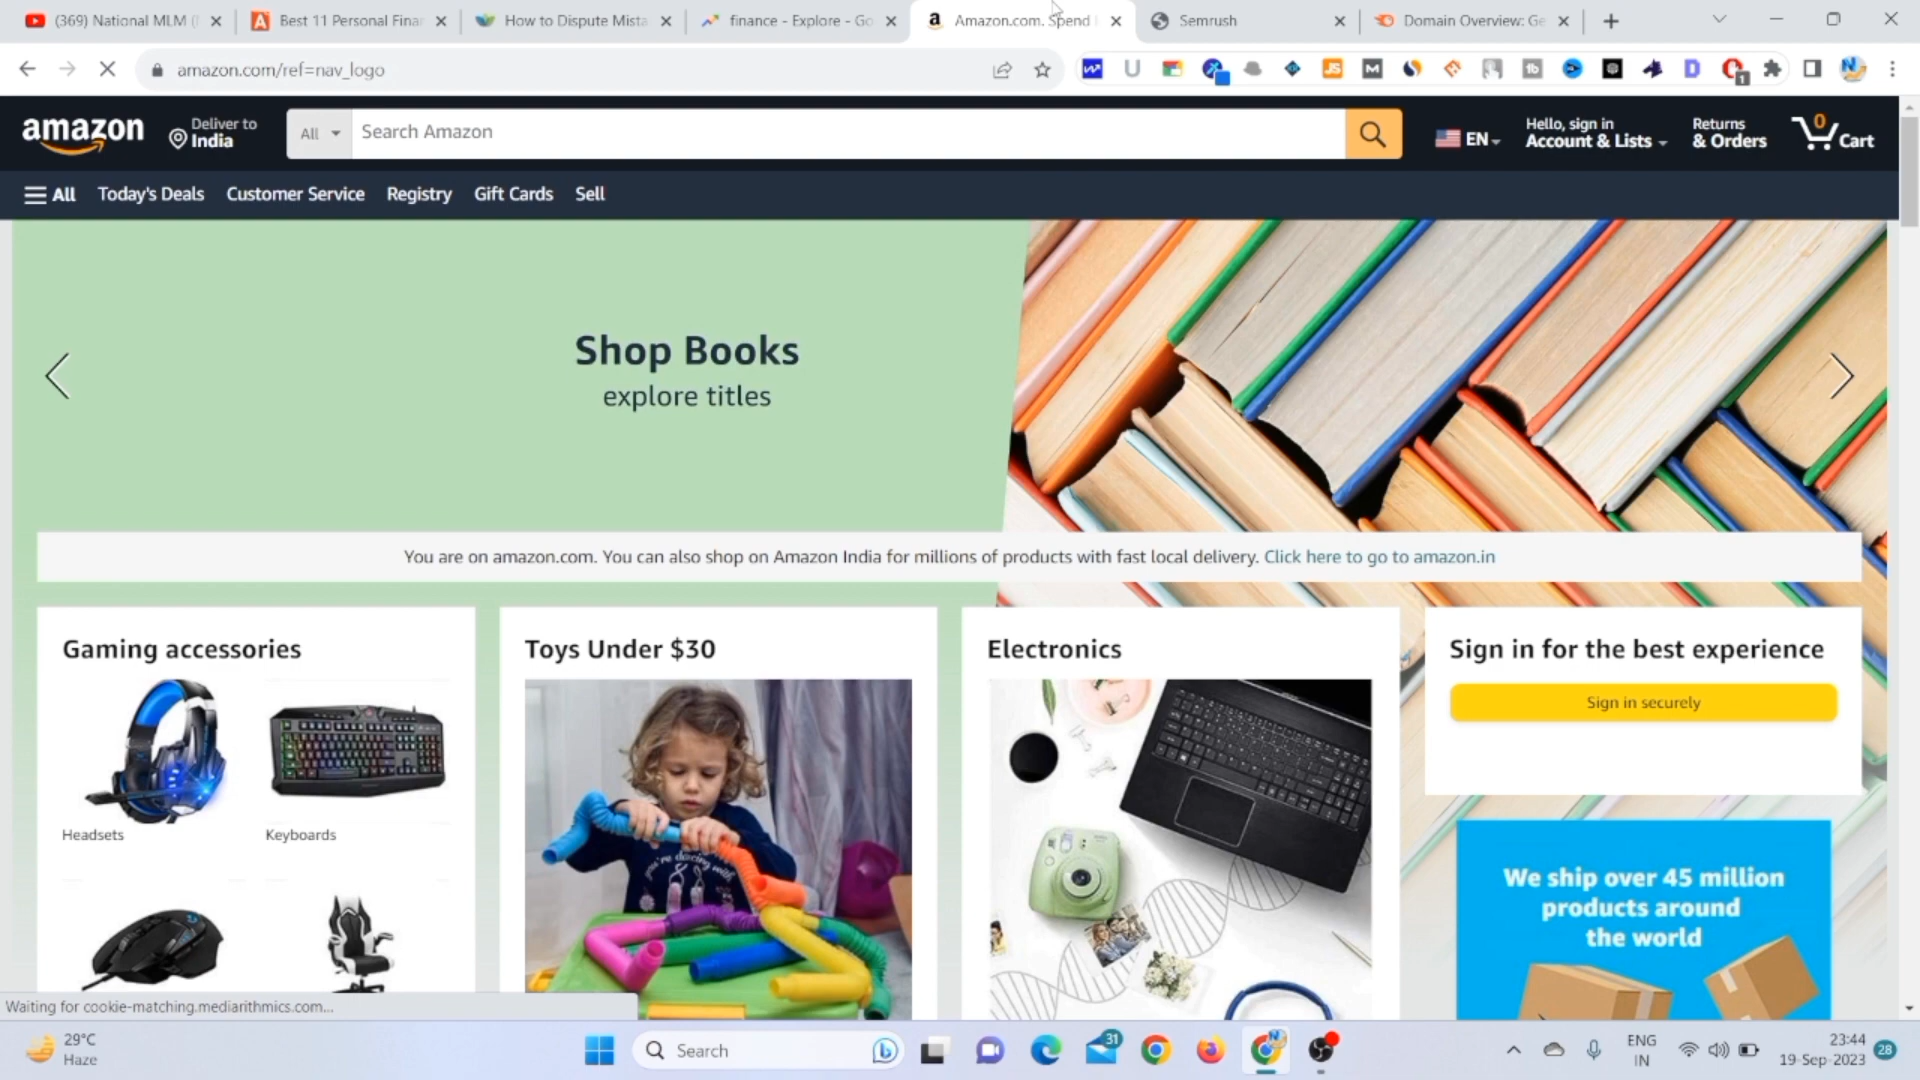 (369) National MLM (
Best 11 Personal Finan
How to Dispute Mista
finance - Explore - Go
Amazon.com. Spend
Semrush
Domain Overview: Ge
amazon.com/ref=nav_logo
amazon
Deliver to
India
All
Search Amazon
EN
Hello, sign in
Account & Lists
Returns
& Orders
0
Cart
All
Today's Deals
Customer Service
Registry
Gift Cards
Sell
Shop Books
explore titles
You are on amazon.com. You can also shop on Amazon India for millions of products with fast local delivery. Click here to go to amazon.in
Gaming accessories
Headsets
Keyboards
Toys Under $30
Electronics
Sign in for the best experience
Sign in securely
We ship over 45 million
products around
the world
Waiting for cookie-matching.mediarithmics.com...
29°C
Haze
Search
31
ENG
IN
23:44
19-Sep-2023
28